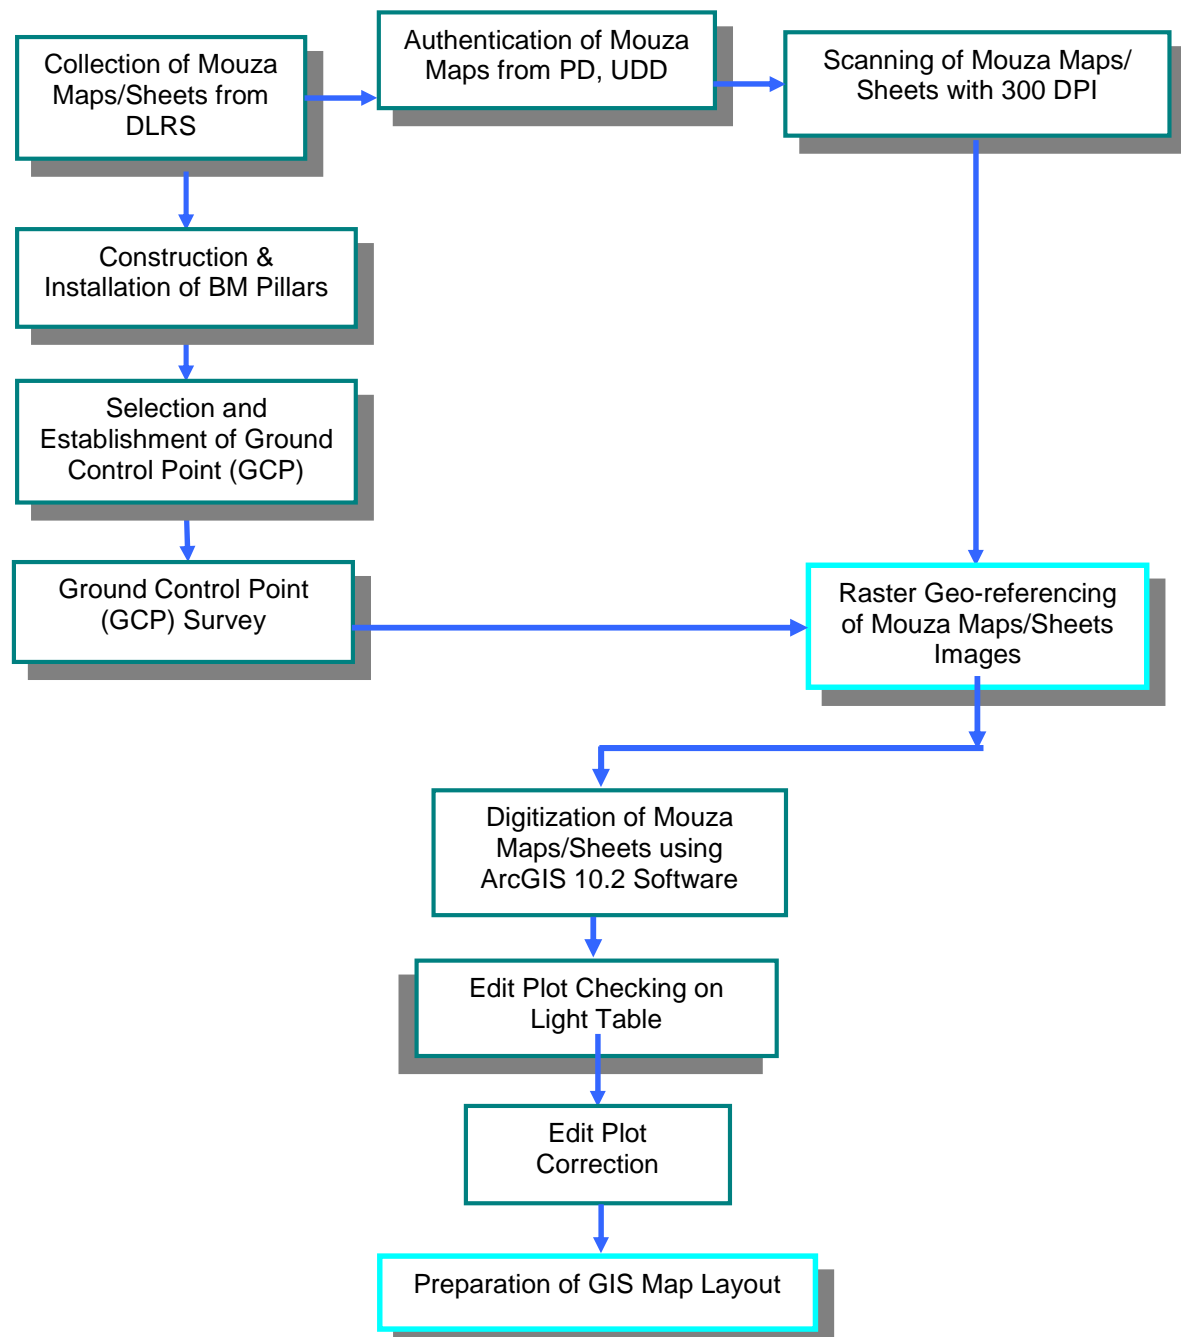 Collection of Mouza
Maps/Sheets from
DLRS
Authentication of Mouza
Maps from PD, UDD
Scanning of Mouza Maps/
Sheets with 300 DPI
Construction &
Installation of BM Pillars
Selection and
Establishment of Ground
Control Point (GCP)
Ground Control Point
(GCP) Survey
Raster Geo-referencing
of Mouza Maps/Sheets
Images
Digitization of Mouza
Maps/Sheets using
ArcGIS 10.2 Software
Edit Plot Checking on
Light Table
Edit Plot
Correction
Preparation of GIS Map Layout